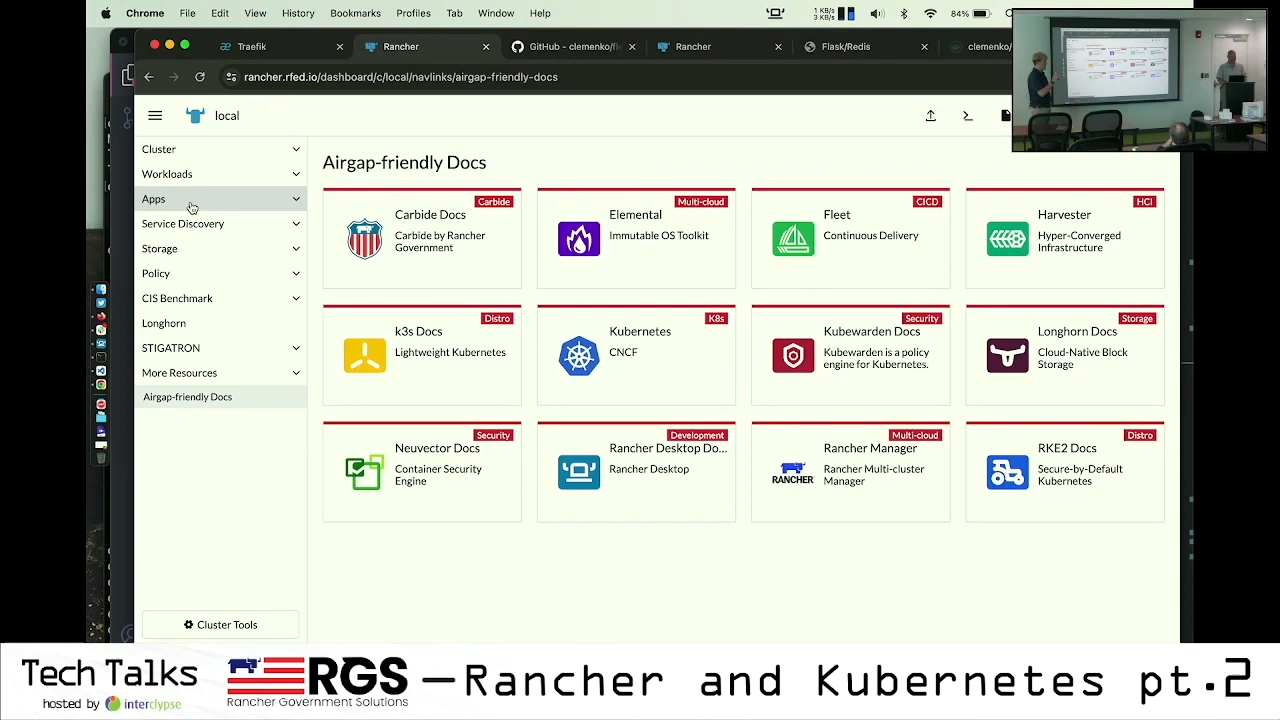 Chrome File Edit View History Bookmarks Profiles Tab Window Help
1 KB/s
3 KB/s
84%
Rancher
clemenko/
rancher.rfed.io/dashboard/c/local/docs/airgap-friendly-docs
local
Cluster
Workloads
Apps
Service Discovery
Storage
Policy
CIS Benchmark
Longhorn
STIGATRON
More Resources
Airgap-friendly Docs
Cluster Tools
Airgap-friendly Docs
Carbide
Carbide Docs
Carbide by Rancher
Government
Multi-cloud
Elemental
Immutable OS Toolkit
CICD
Fleet
Continuous Delivery
HCI
Harvester
Hyper-Converged
Infrastructure
Distro
k3s Docs
Lightweight Kubernetes
K8s
Kubernetes
CNCF
Security
Kubewarden Docs
Kubewarden is a policy
engine for Kubernetes.
Storage
Longhorn Docs
Cloud-Native Block
Storage
Security
Neuvector Docs
Container Security
Engine
Development
Rancher Desktop Do...
Rancher Desktop
Multi-cloud
RANCHER
Rancher Manager
Rancher Multi-cluster
Manager
Distro
RKE2 Docs
Secure-by-Default
Kubernetes
Tech Talks
hosted by interclypse
RGS
Rancher Government Solutions
—Rancher and Kubernetes pt.2